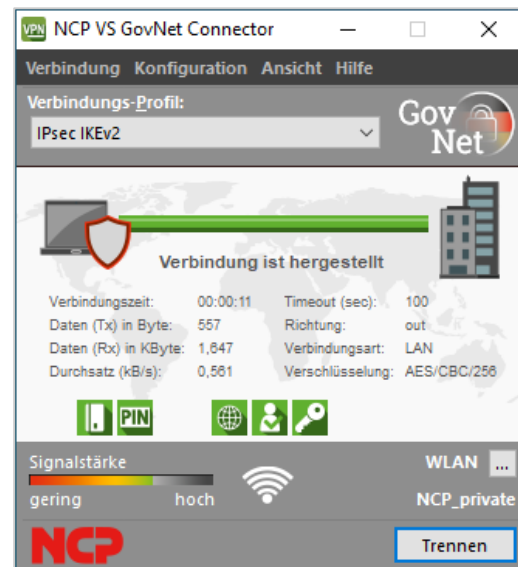 VPN NCP VS GovNet Connector
Verbindung Konfiguration Ansicht Hilfe
Verbindungs-Profil:
IPsec IKEv2
Gov
Net
Verbindung ist hergestellt
Verbindungszeit: 00:00:11 Timeout (sec): 100
Daten (Tx) in Byte: 557 Richtung: out
Daten (Rx) in KByte: 1,647 Verbindungsart: LAN
Durchsatz (kB/s): 0,561 Verschlüsselung: AES/CBC/256
PIN
Signalstärke WLAN ...
gering hoch NCP_private
NCP Trennen